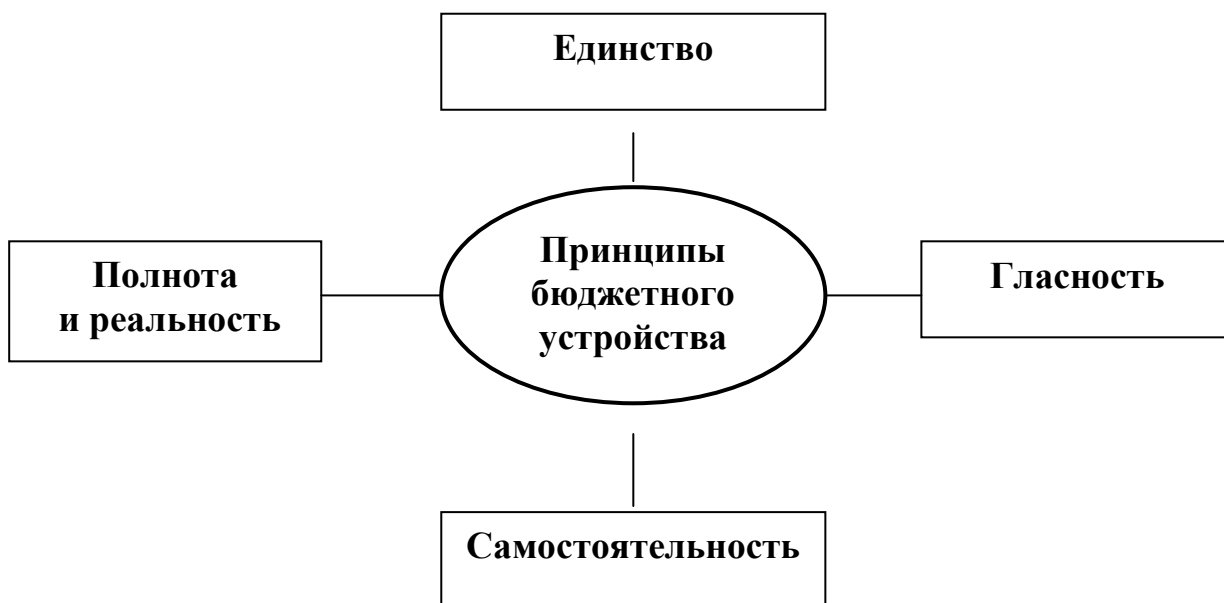 Единство
Полнота
и реальность
Принципы
бюджетного
устройства
Гласность
Самостоятельность